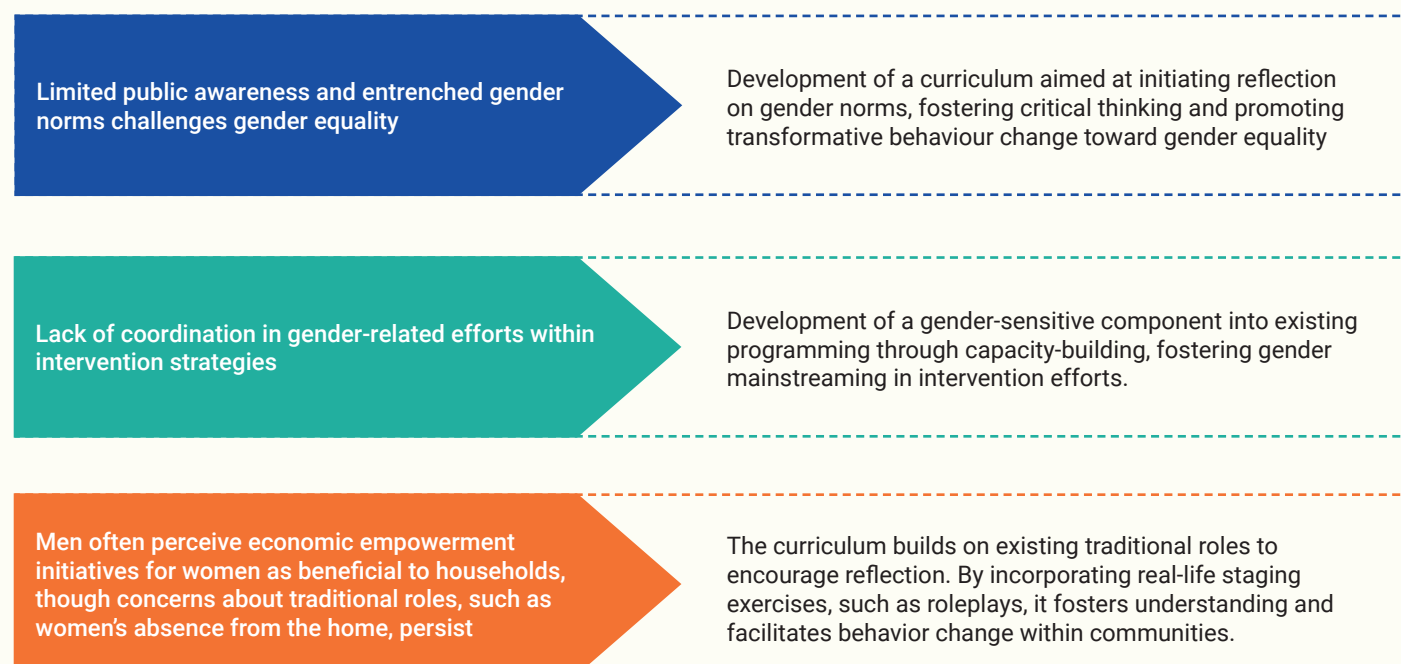 Limited public awareness and entrenched gender
norms challenges gender equality
Development of a curriculum aimed at initiating reflection
on gender norms, fostering critical thinking and promoting
transformative behaviour change toward gender equality
Lack of coordination in gender-related efforts within
intervention strategies
Development of a gender-sensitive component into existing
programming through capacity-building, fostering gender
mainstreaming in intervention efforts.
Men often perceive economic empowerment
initiatives for women as beneficial to households,
though concerns about traditional roles, such as
women’s absence from the home, persist
The curriculum builds on existing traditional roles to
encourage reflection. By incorporating real-life staging
exercises, such as roleplays, it fosters understanding and
facilitates behavior change within communities.